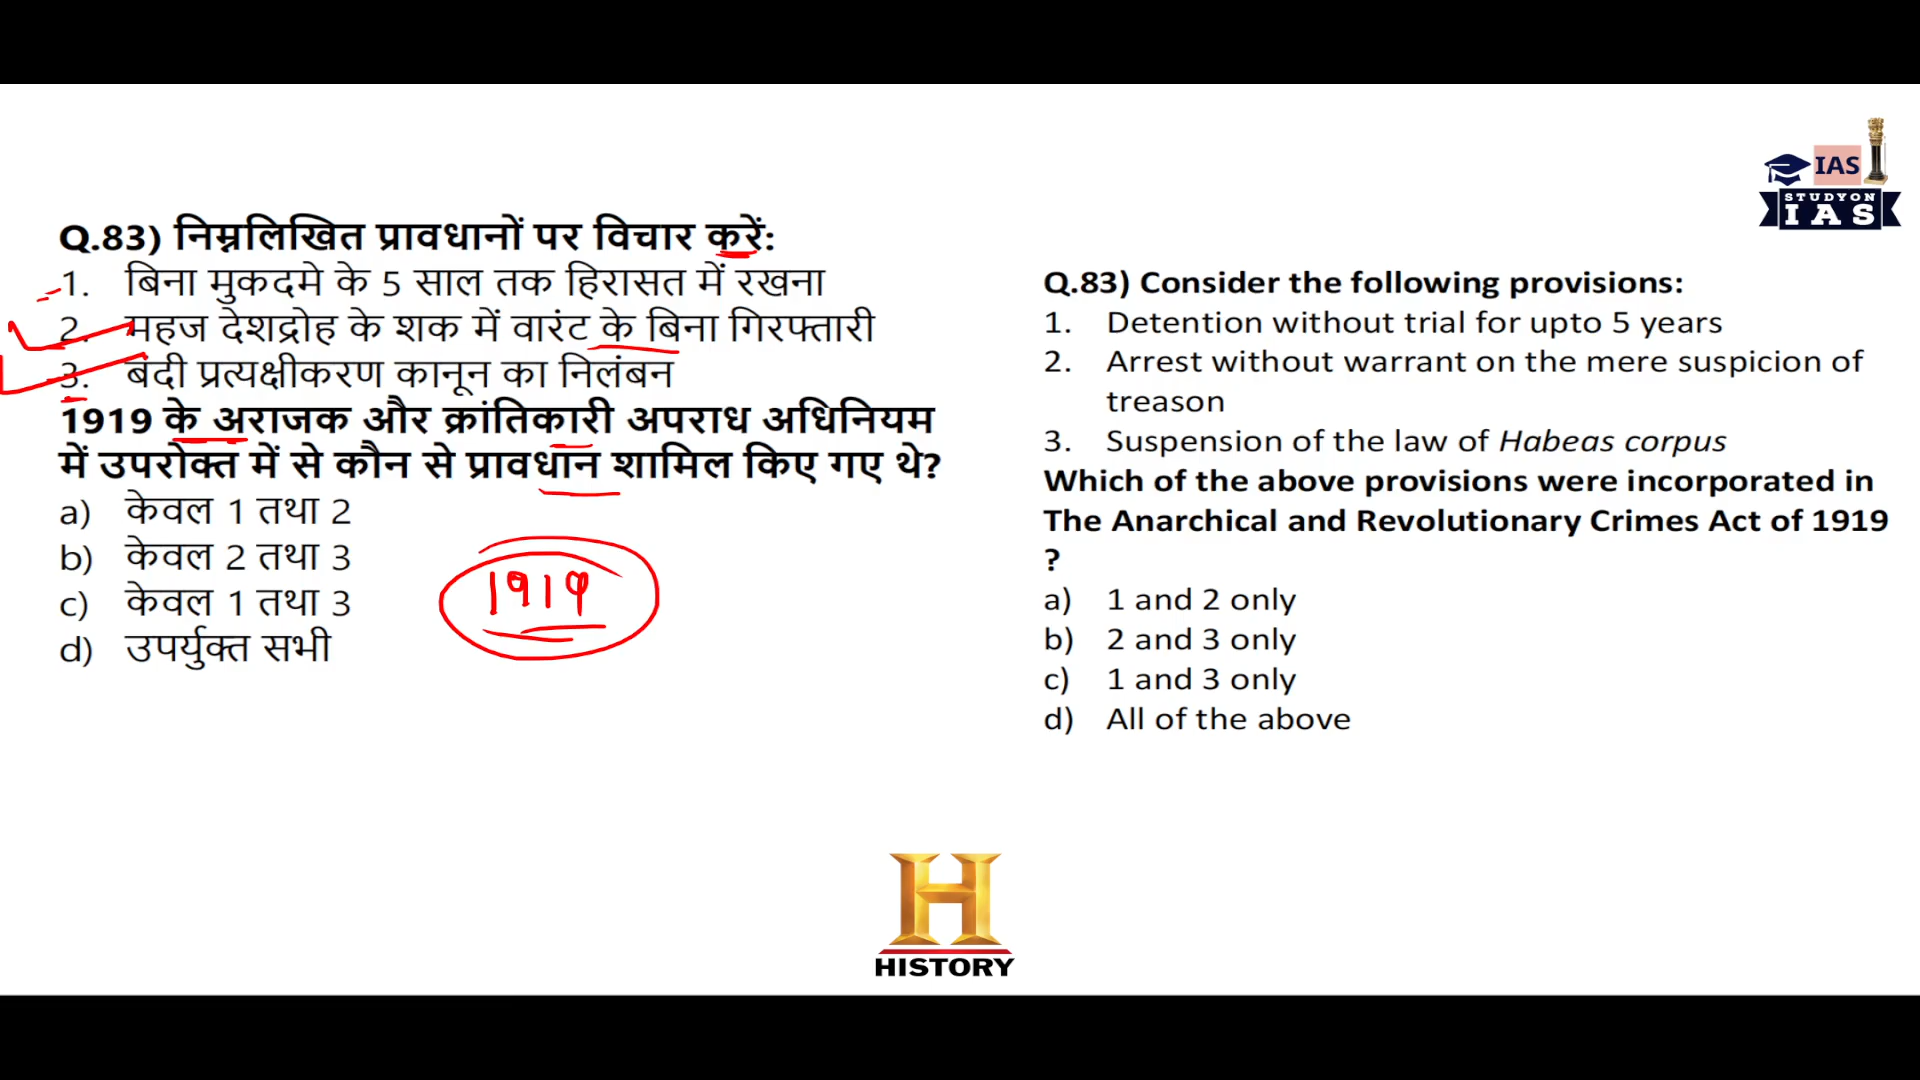 IAS
STUDYON
IAS
Q.83) निम्नलिखित प्रावधानों पर विचार करें:
1. बिना मुकदमे के 5 साल तक हिरासत में रखना
2. महज देशद्रोह के शक में वारंट के बिना गिरफ्तारी
3. बंदी प्रत्यक्षीकरण कानून का निलंबन
1919 के अराजक और क्रांतिकारी अपराध अधिनियम
में उपरोक्त में से कौन से प्रावधान शामिल किए गए थे?
a) केवल 1 तथा 2
b) केवल 2 तथा 3
c) केवल 1 तथा 3
d) उपर्युक्त सभी
1919
Q.83) Consider the following provisions:
1. Detention without trial for upto 5 years
2. Arrest without warrant on the mere suspicion of
treason
3. Suspension of the law of Habeas corpus
Which of the above provisions were incorporated in
The Anarchical and Revolutionary Crimes Act of 1919
?
a) 1 and 2 only
b) 2 and 3 only
c) 1 and 3 only
d) All of the above
H
HISTORY